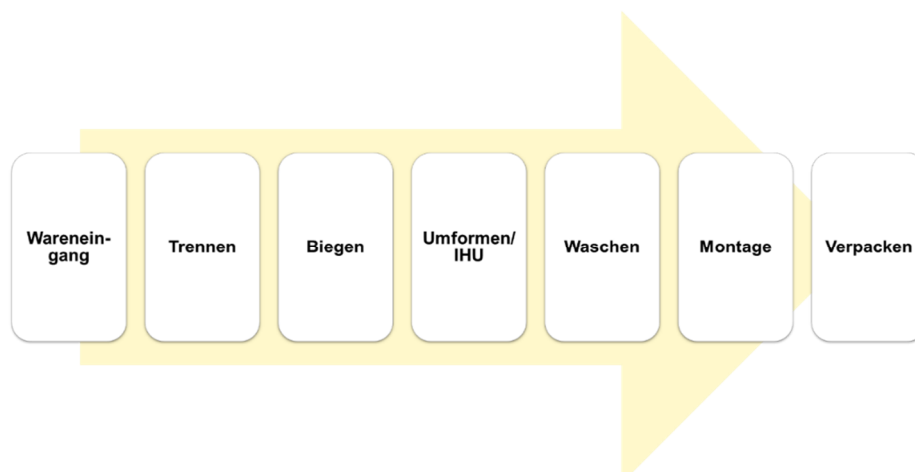 Warenein-
gang
Trennen
Biegen
Umformen/
IHU
Waschen
Montage
Verpacken